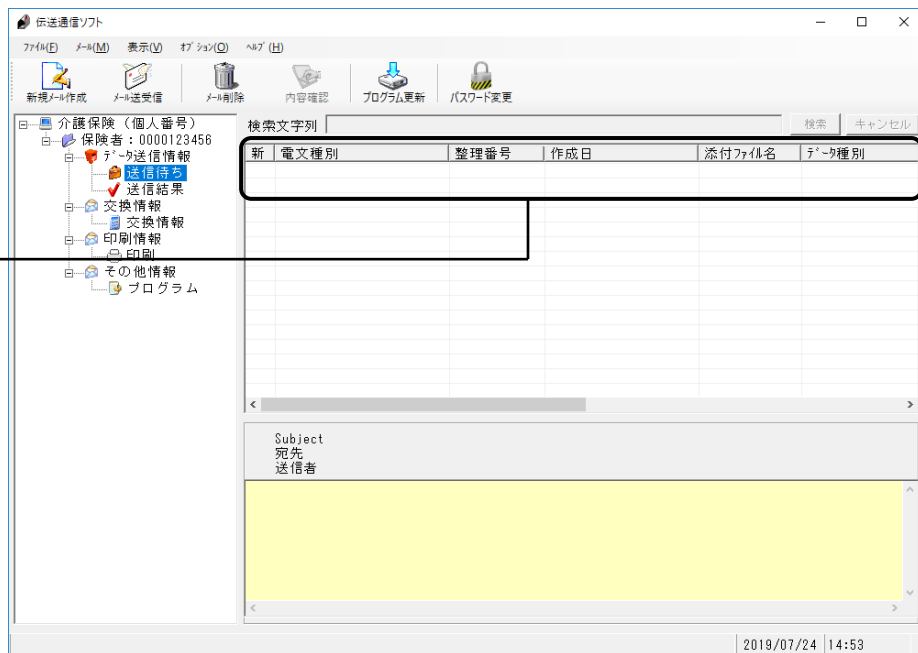 伝送通信ソフト
ﾌｧｲﾙ(F) ﾒｰﾙ(M) 表示(V) ｵﾌﾟｼｮﾝ(O) ﾍﾙﾌﾟ(H)
新規ﾒｰﾙ作成 ﾒｰﾙ送受信 ﾒｰﾙ削除 内容確認 ﾌﾟﾛｸﾞﾗﾑ更新 ﾊﾟｽﾜｰﾄﾞ変更
介護保険（個人番号）
保険者：0000123456
ﾃﾞｰﾀ送信情報
送信待ち
送信結果
交換情報
交換情報
印刷情報
印刷
その他情報
プログラム
検索文字列 検索 キャンセル
新 電文種別 整理番号 作成日 添付ﾌｧｲﾙ名 ﾃﾞｰﾀ種別
Subject
宛先
送信者
2019/07/24 14:53